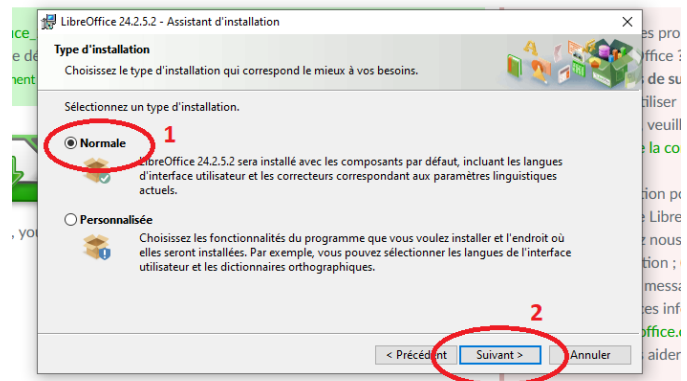 LibreOffice 24.2.5.2 - Assistant d'installation
Type d'installation
Choisissez le type d'installation qui correspond le mieux à vos besoins.
Sélectionnez un type d'installation.
1
Normale
LibreOffice 24.2.5.2 sera installé avec les composants par défaut, incluant les langues
d'interface utilisateur et les correcteurs correspondant aux paramètres linguistiques
actuels.
Personnalisée
Choisissez les fonctionnalités du programme que vous voulez installer et l'endroit où
elles seront installées. Par exemple, vous pouvez sélectionner les langues de l'interface
utilisateur et les dictionnaires orthographiques.
2
< Précédent
Suivant >
Annuler